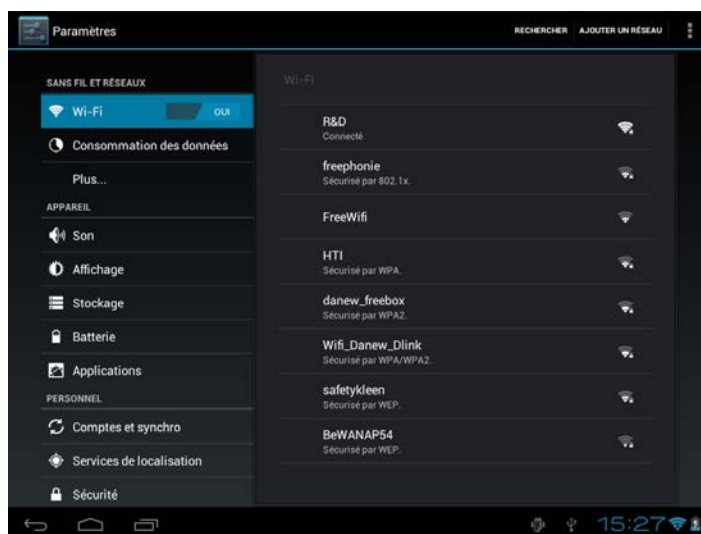 Paramètres
RECHERCHER AJOUTER UN RÉSEAU
SANS FIL ET RÉSEAUX
Wi-Fi OUI
Consommation des données
Plus...
APPAREIL
Son
Affichage
Stockage
Batterie
Applications
PERSONNEL
Comptes et synchro
Services de localisation
Sécurité
Wi-Fi
R&D
Connecté
freephonie
Sécurisé par 802.1x.
FreeWifi
HTI
Sécurisé par WPA.
danew_freebox
Sécurisé par WPA2.
Wifi_Danew_Dlink
Sécurisé par WPA/WPA2.
safetykleen
Sécurisé par WEP.
BeWANAP54
Sécurisé par WEP.
15:27